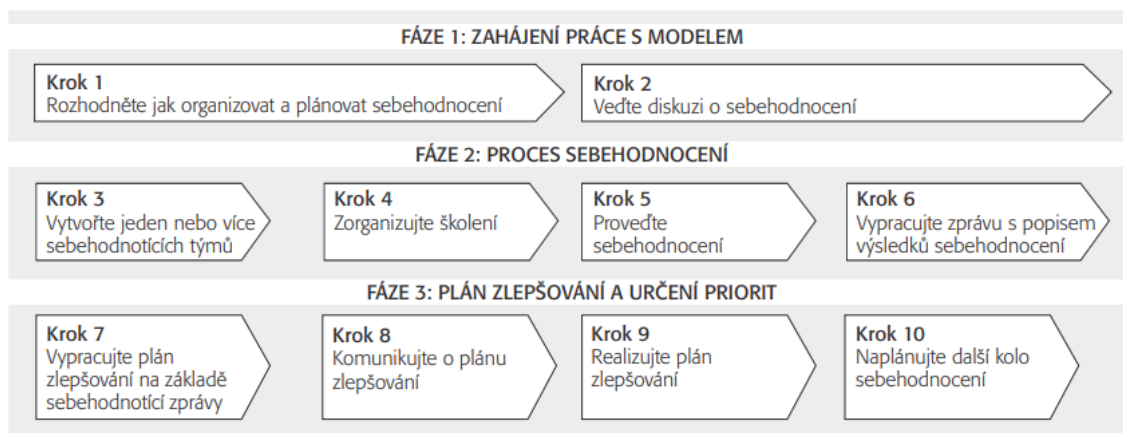 FÁZE 1: ZAHÁJENÍ PRÁCE S MODELEM
Krok 1
Rozhodněte jak organizovat a plánovat sebehodnocení
Krok 2
Veďte diskuzi o sebehodnocení
FÁZE 2: PROCES SEBEHODNOCENÍ
Krok 3
Vytvořte jeden nebo více
sebehodnotících týmů
Krok 4
Zorganizujte školení
Krok 5
Proveďte
sebehodnocení
Krok 6
Vypracujte zprávu s popisem
výsledků sebehodnocení
FÁZE 3: PLÁN ZLEPŠOVÁNÍ A URČENÍ PRIORIT
Krok 7
Vypracujte plán
zlepšování na základě
sebehodnotící zprávy
Krok 8
Komunikujte o plánu
zlepšování
Krok 9
Realizujte plán
zlepšování
Krok 10
Naplánujte další kolo
sebehodnocení